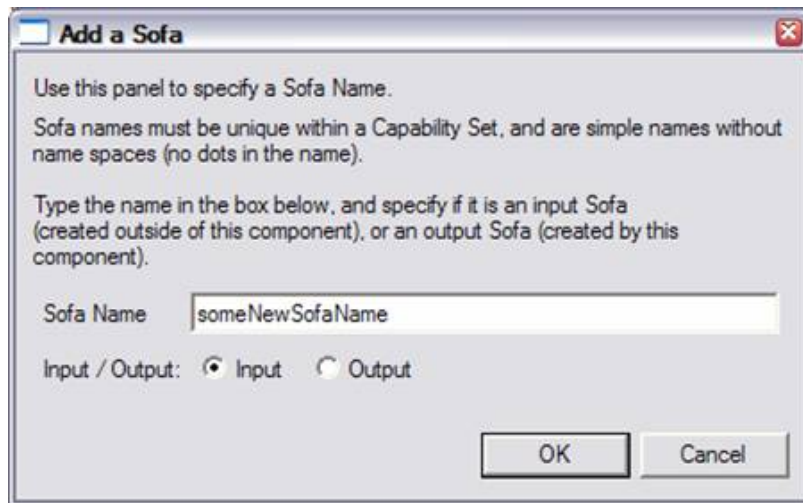 Add a Sofa
Use this panel to specify a Sofa Name.
Sofa names must be unique within a Capability Set, and are simple names without
name spaces (no dots in the name).
Type the name in the box below, and specify if it is an input Sofa
(created outside of this component), or an output Sofa (created by this
component).
Sofa Name someNewSofaName
Input / Output: Input Output
OK Cancel